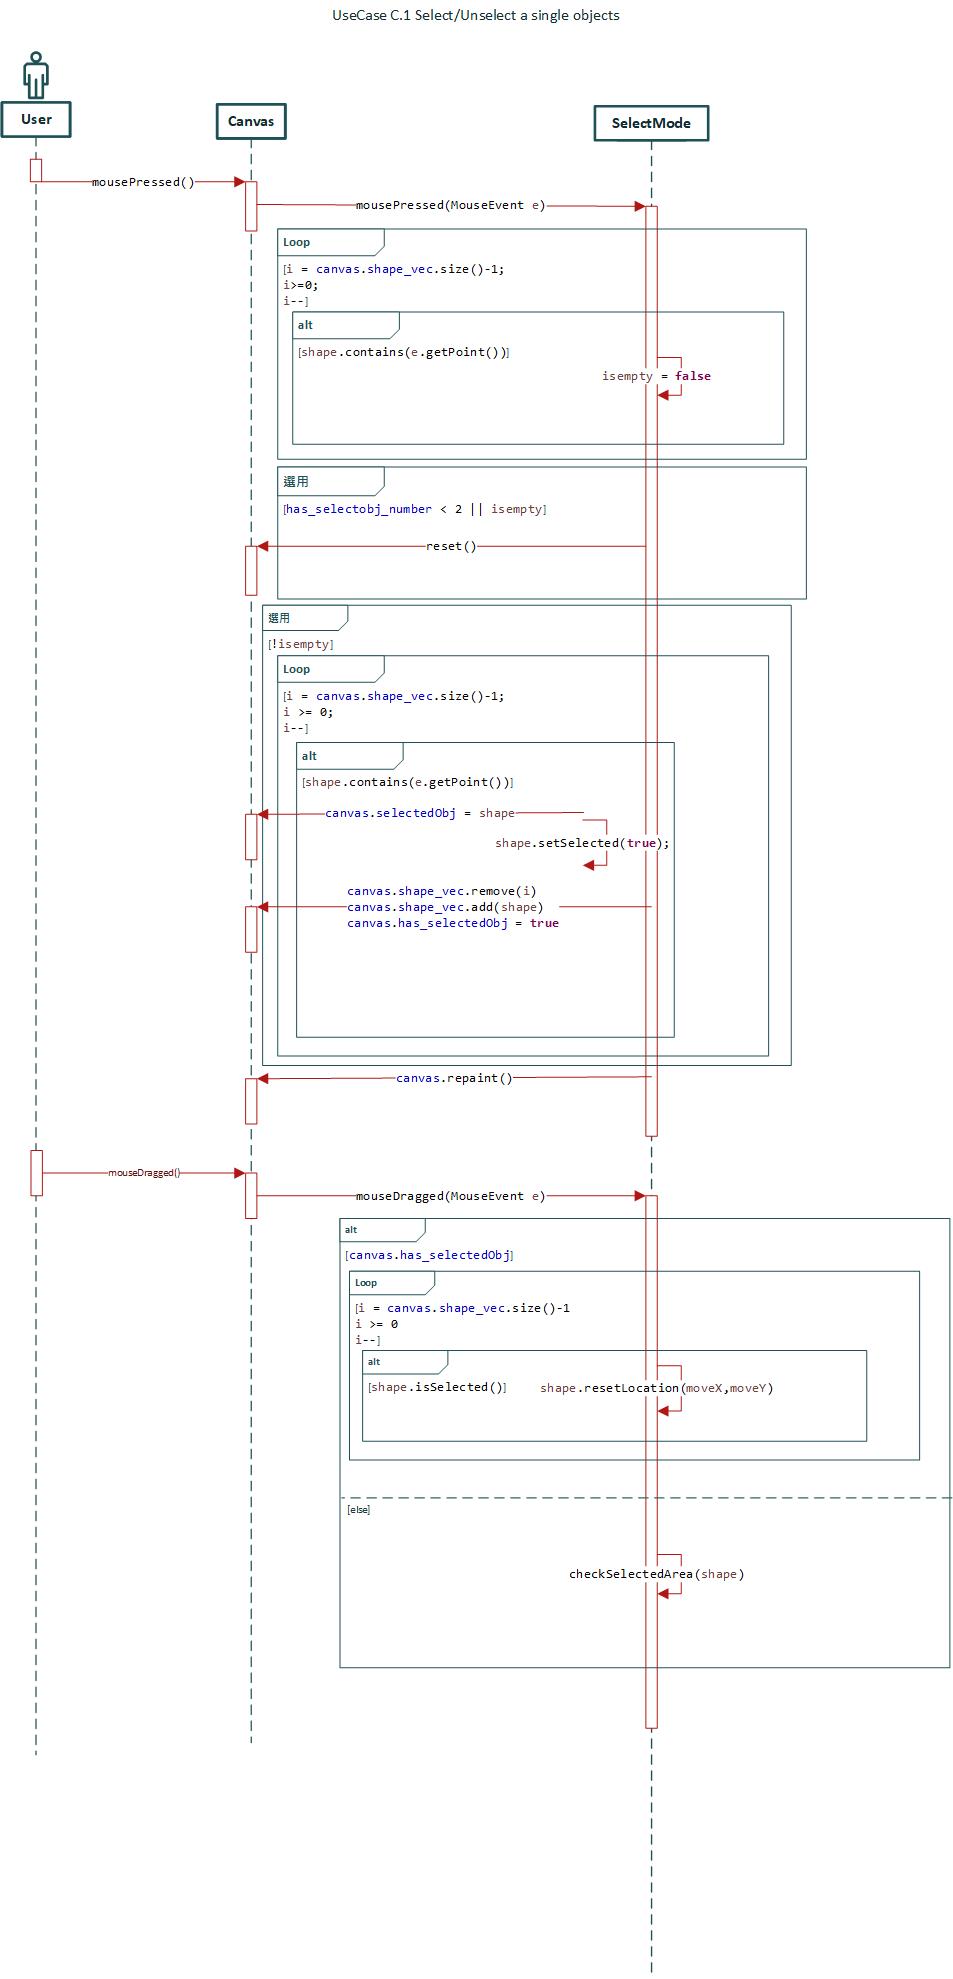 UseCase C.1 Select/Unselect a single objects
User
Canvas
SelectMode
mousePressed()
mousePressed(MouseEvent e)
Loop
[i = canvas.shape_vec.size()-1;
i>=0;
i--]
alt
[shape.contains(e.getPoint())]
isempty = false
選用
[has_selectobj_number < 2 || isempty]
reset()
選用
[!isempty]
Loop
[i = canvas.shape_vec.size()-1;
i >= 0;
i--]
alt
[shape.contains(e.getPoint())]
canvas.selectedObj = shape
shape.setSelected(true);
canvas.shape_vec.remove(i)
canvas.shape_vec.add(shape)
canvas.has_selectedObj = true
canvas.repaint()
mouseDragged()
mouseDragged(MouseEvent e)
alt
[canvas.has_selectedObj]
Loop
[i = canvas.shape_vec.size()-1
i >= 0
i--]
alt
[shape.isSelected()]
shape.resetLocation(moveX,moveY)
[else]
checkSelectedArea(shape)